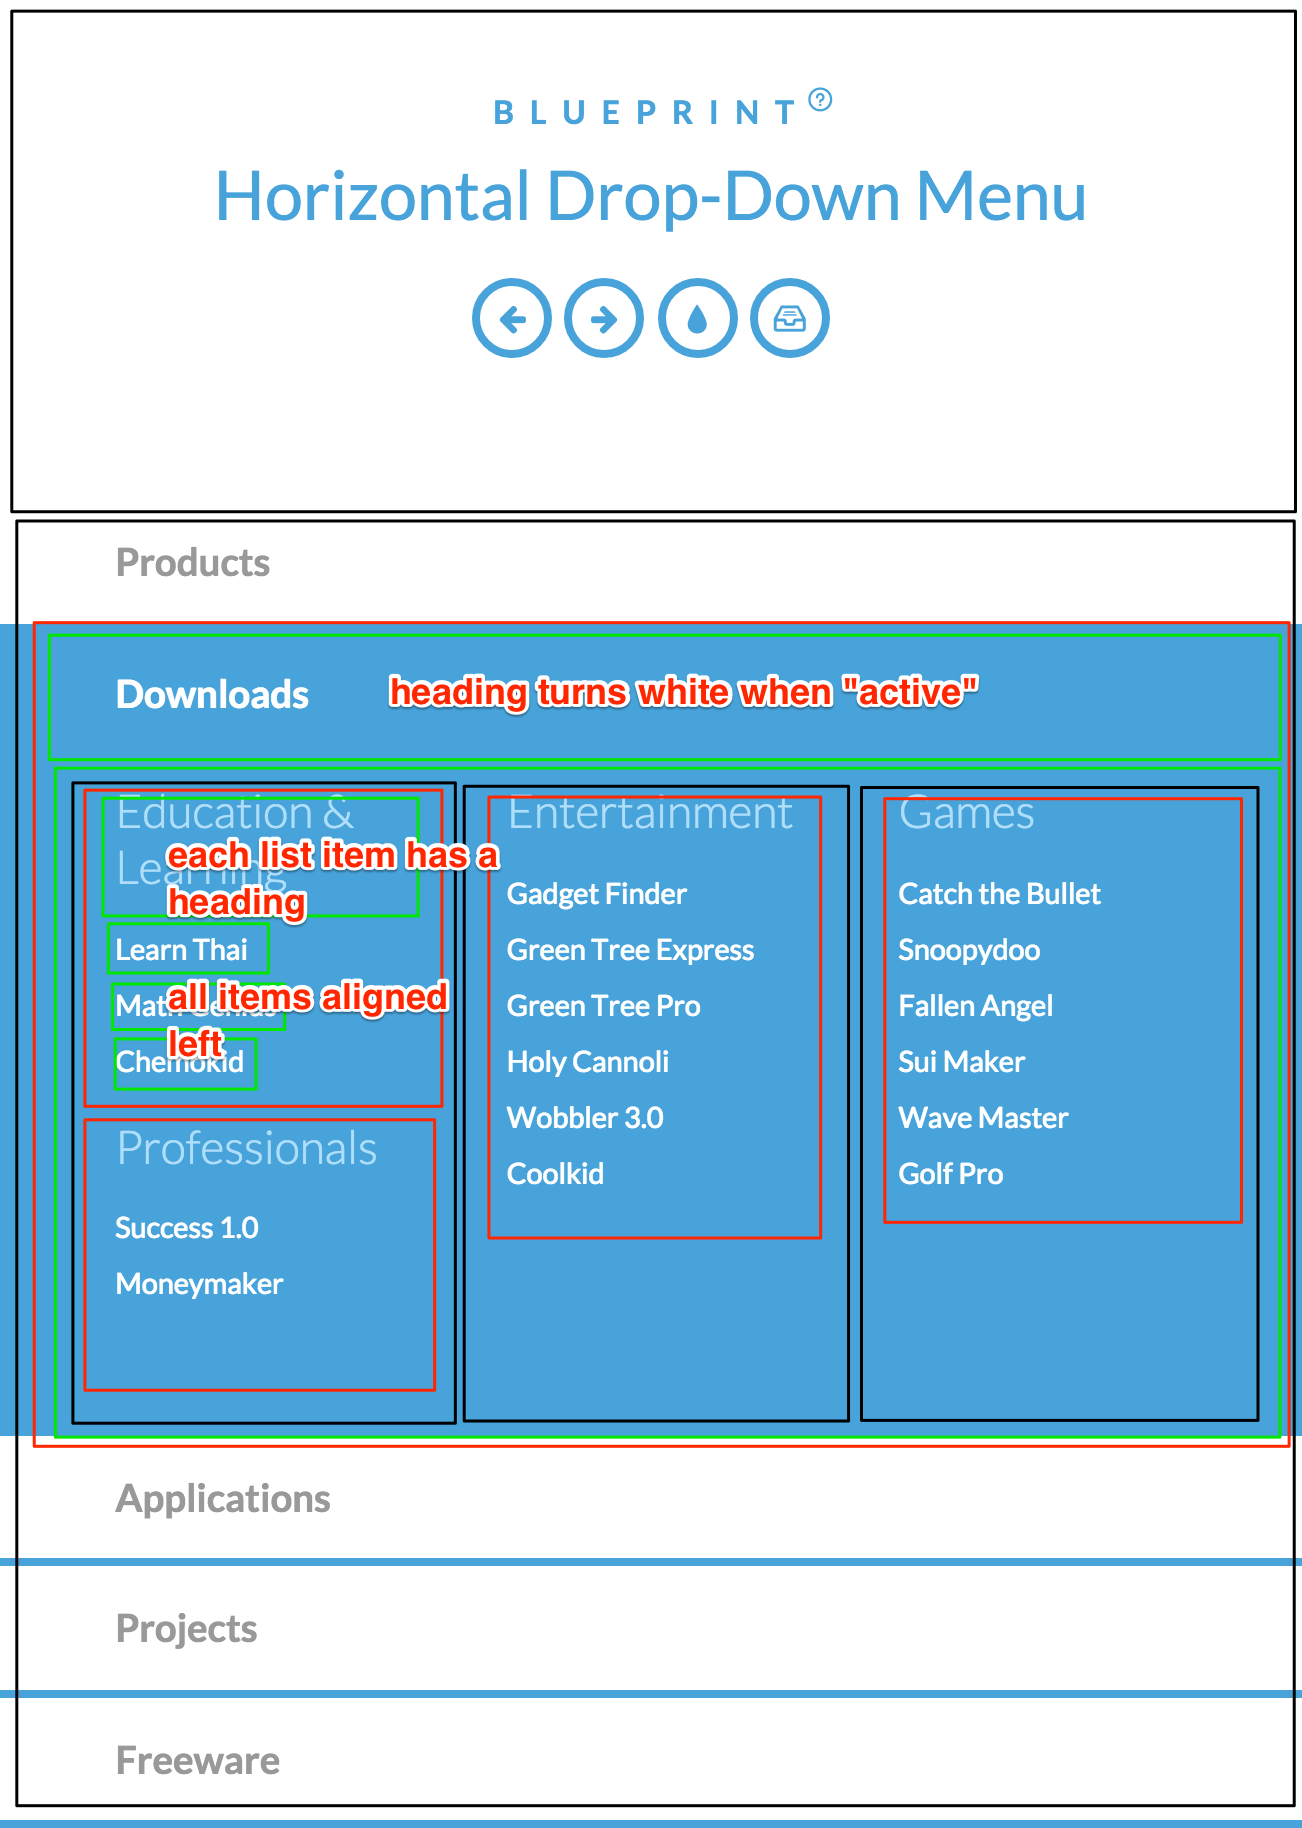 BLUEPRINT
?
Horizontal Drop-Down Menu
Products
Downloads
heading turns white when "active"
Education &
Learning
each list item has a
heading
Learn Thai
Math Genius
all items aligned
left
Chemokid
Professionals
Success 1.0
Moneymaker
Entertainment
Gadget Finder
Green Tree Express
Green Tree Pro
Holy Cannoli
Wobbler 3.0
Coolkid
Games
Catch the Bullet
Snoopydoo
Fallen Angel
Sui Maker
Wave Master
Golf Pro
Applications
Projects
Freeware